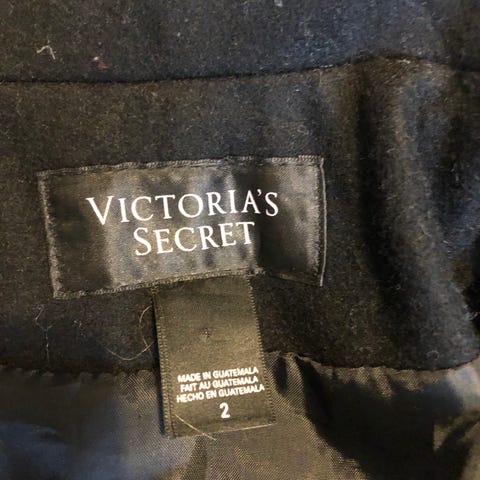 VICTORIA'S
SECRET
MADE IN GUATEMALA
FAIT AU GUATEMALA
HECHO EN GUATEMALA
2